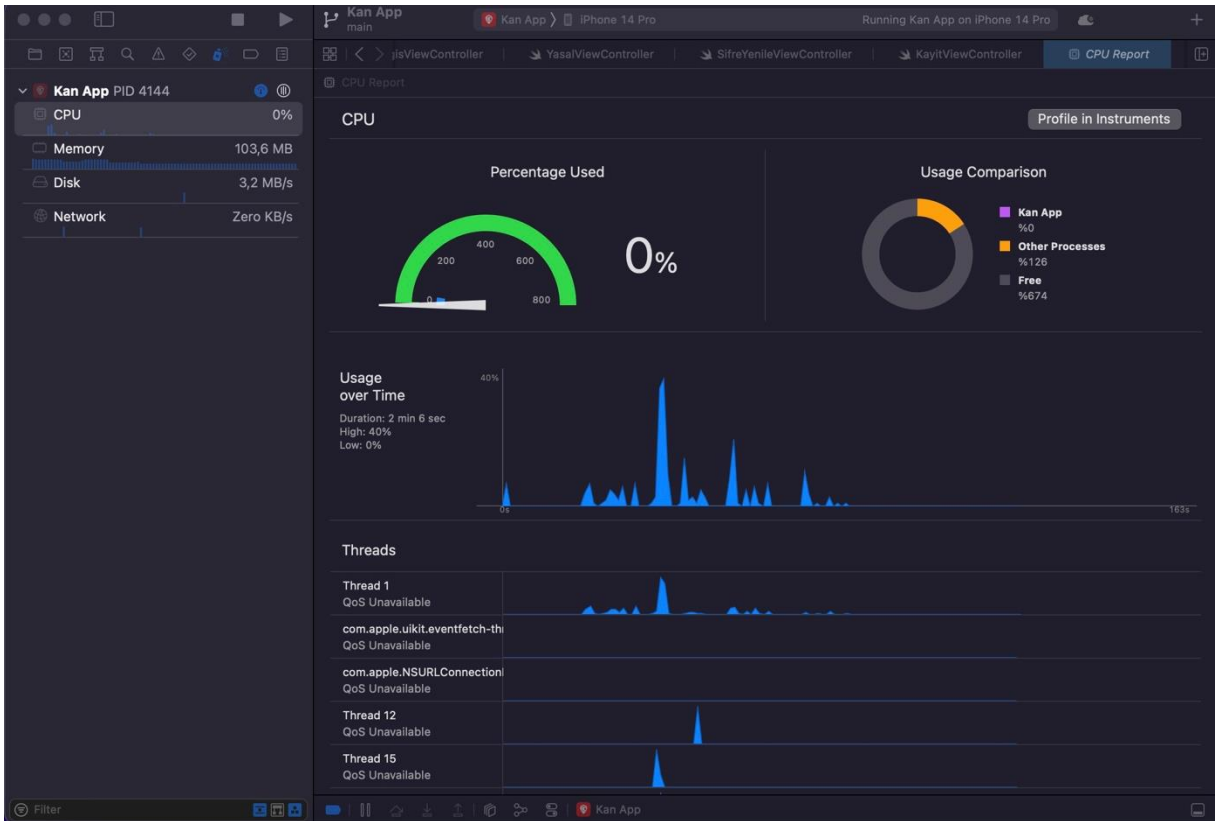 Kan App
main
Kan App 〉 iPhone 14 Pro
Running Kan App on iPhone 14 Pro
YasalViewController
SifreYenileViewController
KayitViewController
CPU Report
CPU Report
Kan App PID 4144
CPU 0%
Memory 103,6 MB
Disk 3,2 MB/s
Network Zero KB/s
CPU
Profile in Instruments
Percentage Used
0
200
400
600
800
0%
Usage Comparison
Kan App
%0
Other Processes
%126
Free
%674
Usage
over Time
Duration: 2 min 6 sec
High: 40%
Low: 0%
40%
0s
163s
Threads
Thread 1
QoS Unavailable
com.apple.uikit.eventfetch-th
QoS Unavailable
com.apple.NSURLConnection
QoS Unavailable
Thread 12
QoS Unavailable
Thread 15
QoS Unavailable
Filter
Kan App